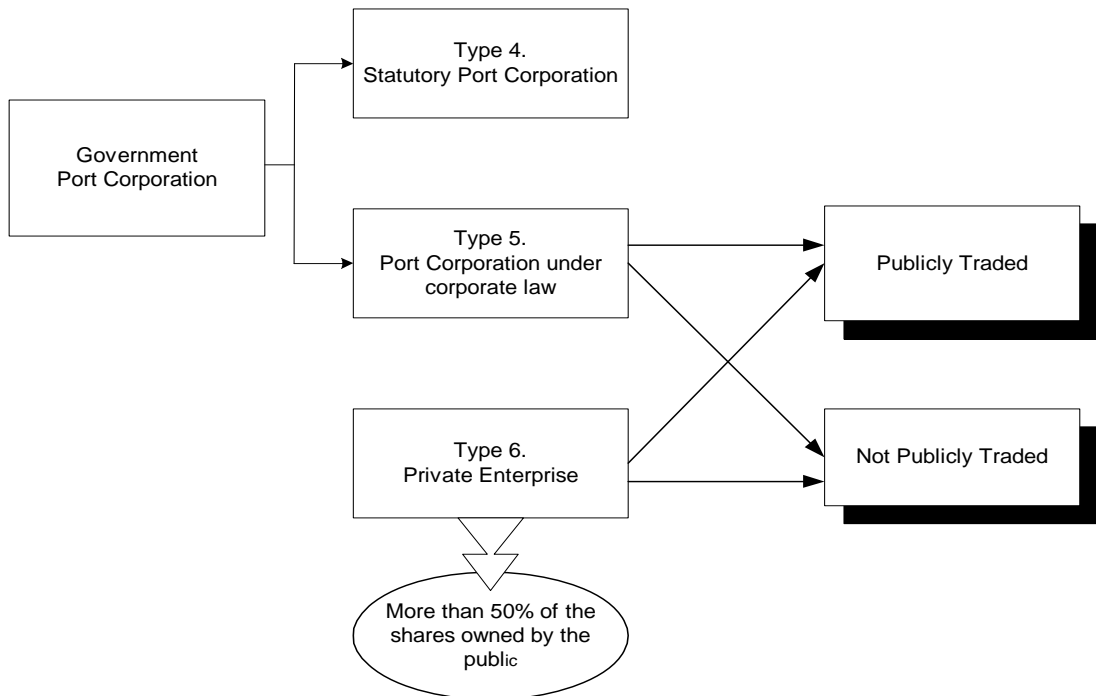 Type 4.
Statutory Port Corporation
Government
Port Corporation
Type 5.
Port Corporation under
corporate law
Publicly Traded
Type 6.
Private Enterprise
Not Publicly Traded
More than 50% of the
shares owned by the
public